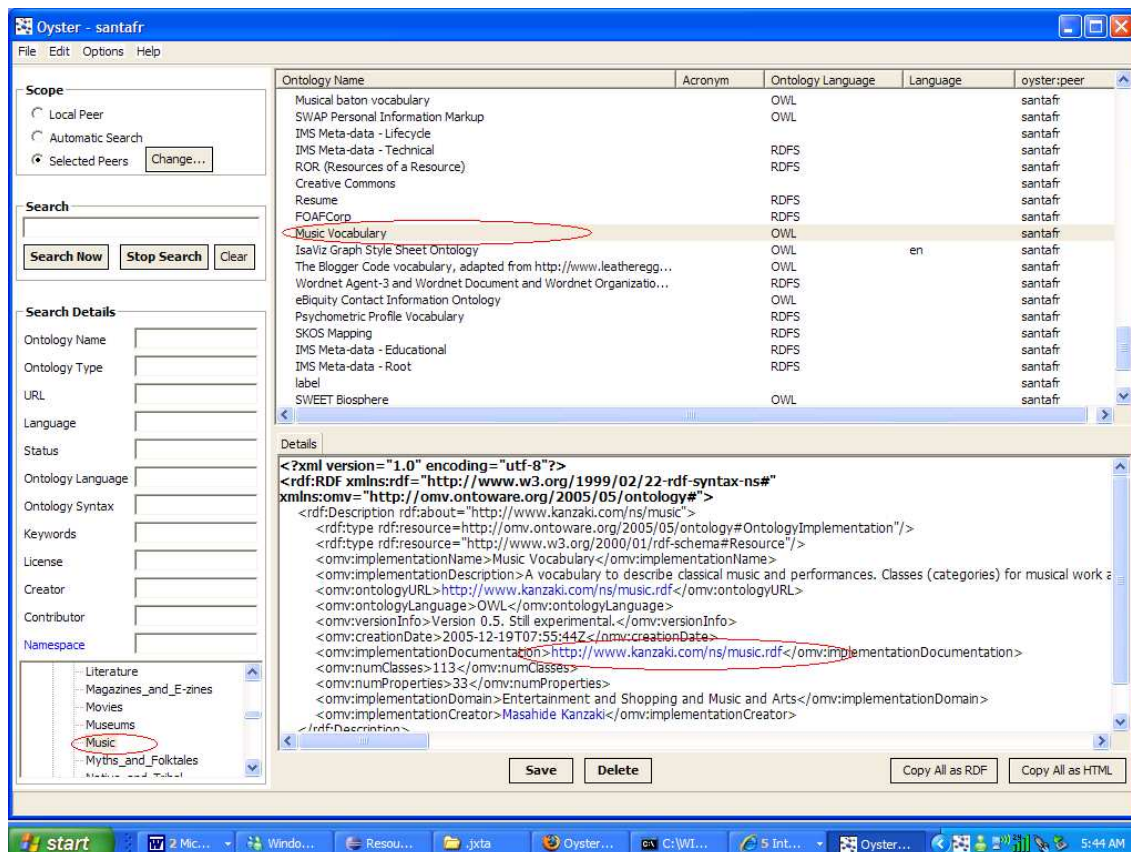 Oyster - santafr
File Edit Options Help
Scope
Local Peer
Automatic Search
Selected Peers Change...
Search
Search Now Stop Search Clear
Search Details
Ontology Name
Ontology Type
URL
Language
Status
Ontology Language
Ontology Syntax
Keywords
License
Creator
Contributor
Namespace
Literature
Magazines_and_E-zines
Movies
Museums
Music
Myths_and_Folktales
Ontology Name Acronym Ontology Language Language oyster:peer
Musical baton vocabulary OWL santafr
SWAP Personal Information Markup OWL santafr
IMS Meta-data - Lifecycle santafr
IMS Meta-data - Technical RDFS santafr
ROR (Resources of a Resource) RDFS santafr
Creative Commons santafr
Resume RDFS santafr
FOAFCorp RDFS santafr
Music Vocabulary OWL santafr
IsaViz Graph Style Sheet Ontology OWL en santafr
The Blogger Code vocabulary, adapted from http://www.leatheregg... OWL santafr
Wordnet Agent-3 and Wordnet Document and Wordnet Organizatio... RDFS santafr
eBiquity Contact Information Ontology OWL santafr
Psychometric Profile Vocabulary RDFS santafr
SKOS Mapping RDFS santafr
IMS Meta-data - Educational RDFS santafr
IMS Meta-data - Root RDFS santafr
label santafr
SWEET Biosphere OWL santafr
Details
<?xml version="1.0" encoding="utf-8"?>
<rdf:RDF xmlns:rdf="http://www.w3.org/1999/02/22-rdf-syntax-ns#"
xmlns:omv="http://omv.ontoware.org/2005/05/ontology#">
<rdf:Description rdf:about="http://www.kanzaki.com/ns/music">
<rdf:type rdf:resource=http://omv.ontoware.org/2005/05/ontology#OntologyImplementation"/>
<rdf:type rdf:resource="http://www.w3.org/2000/01/rdf-schema#Resource"/>
<omv:implementationName>Music Vocabulary</omv:implementationName>
<omv:implementationDescription>A vocabulary to describe classical music and performances. Classes (categories) for musical work a
<omv:ontologyURL>http://www.kanzaki.com/ns/music.rdf</omv:ontologyURL>
<omv:ontologyLanguage>OWL</omv:ontologyLanguage>
<omv:versionInfo>Version 0.5. Still experimental.</omv:versionInfo>
<omv:creationDate>2005-12-19T07:55:44Z</omv:creationDate>
<omv:implementationDocumentation>http://www.kanzaki.com/ns/music.rdf</omv:implementationDocumentation>
<omv:numClasses>113</omv:numClasses>
<omv:numProperties>33</omv:numProperties>
<omv:implementationDomain>Entertainment and Shopping and Music and Arts</omv:implementationDomain>
<omv:implementationCreator>Masahide Kanzaki</omv:implementationCreator>
</rdf:Description>
Save Delete Copy All as RDF Copy All as HTML
start 2 Mic... Windo... Resou... .jxta Oyster... C:\WI... 5 Int... Oyster... 5:44 AM